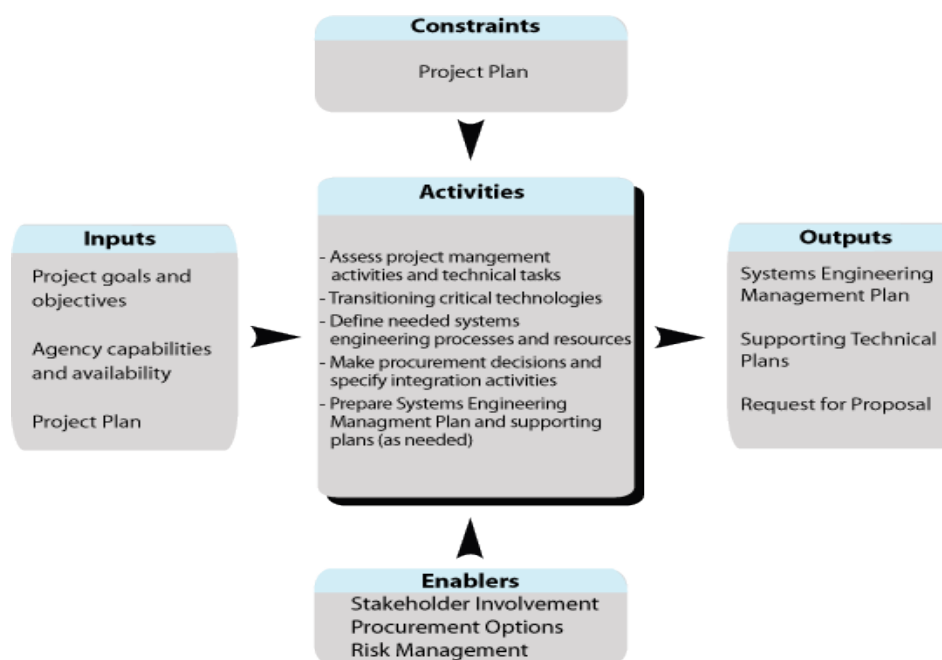 Constraints
Project Plan
Inputs
Project goals and
objectives
Agency capabilities
and availability
Project Plan
Activities
- Assess project mangement
activities and technical tasks
- Transitioning critical technologies
- Define needed systems
engineering processes and resources
- Make procurement decisions and
specify integration activities
- Prepare Systems Engineering
Managment Plan and supporting
plans (as needed)
Outputs
Systems Engineering
Management Plan
Supporting Technical
Plans
Request for Proposal
Enablers
Stakeholder Involvement
Procurement Options
Risk Management